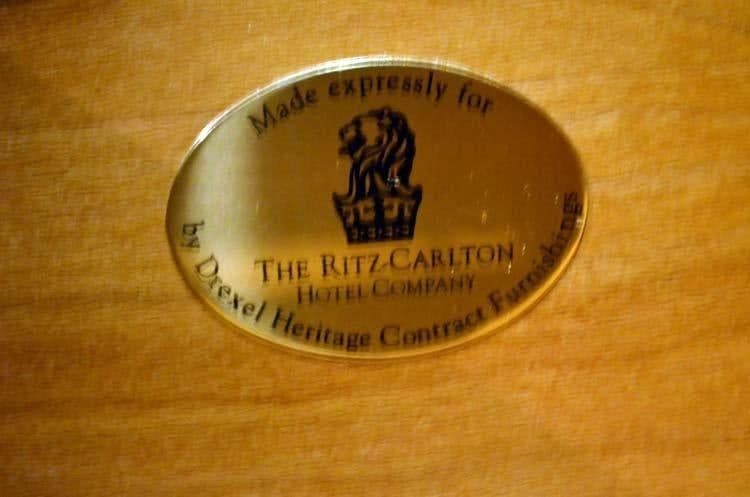 Made expressly for
THE RITZ-CARLTON
HOTEL COMPANY
by Drexel Heritage Contract Furnishings